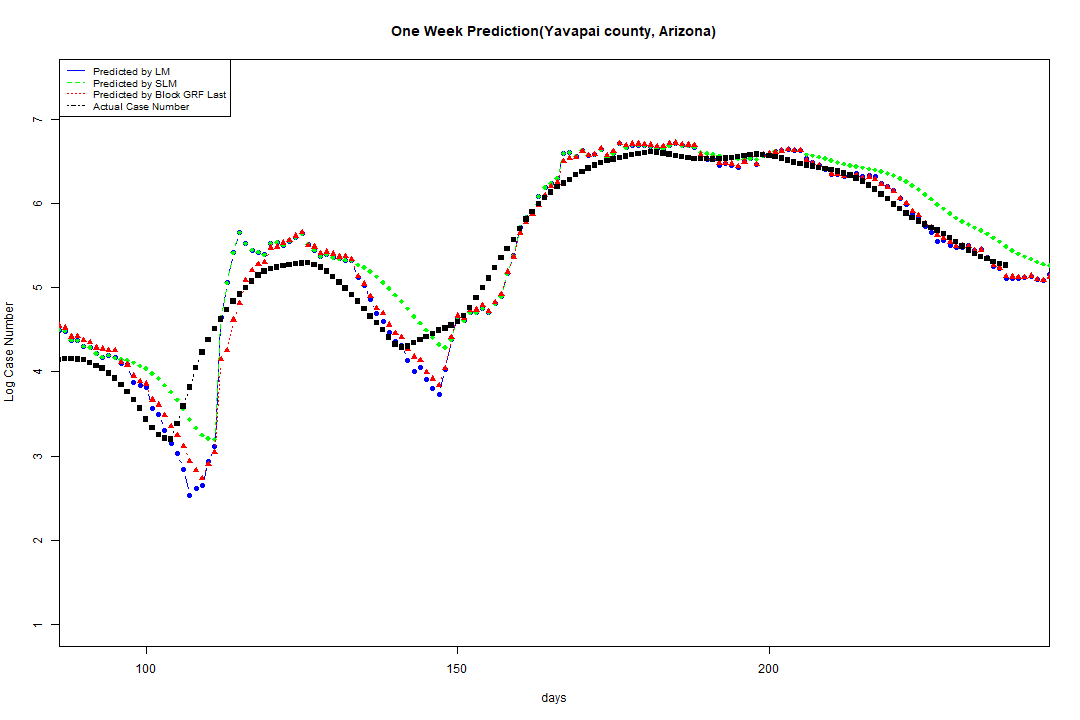 One Week Prediction(Yavapai county, Arizona)
Predicted by LM
Predicted by SLM
Predicted by Block GRF Last
Actual Case Number
7
6
5
4
3
2
1
Log Case Number
100 150 200
days